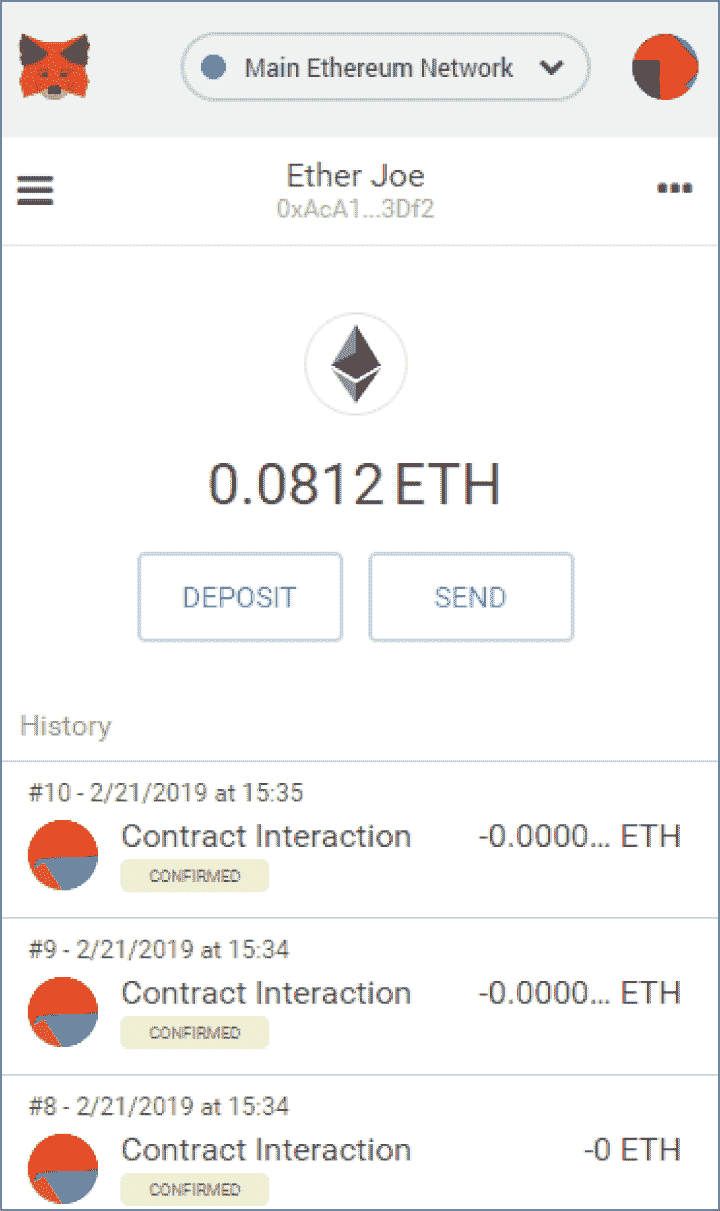 Main Ethereum Network
Ether Joe
0xAcA1...3Df2
0.0812 ETH
DEPOSIT
SEND
History
#10 - 2/21/2019 at 15:35
Contract Interaction -0.0000... ETH
CONFIRMED
#9 - 2/21/2019 at 15:34
Contract Interaction -0.0000... ETH
CONFIRMED
#8 - 2/21/2019 at 15:34
Contract Interaction -0 ETH
CONFIRMED